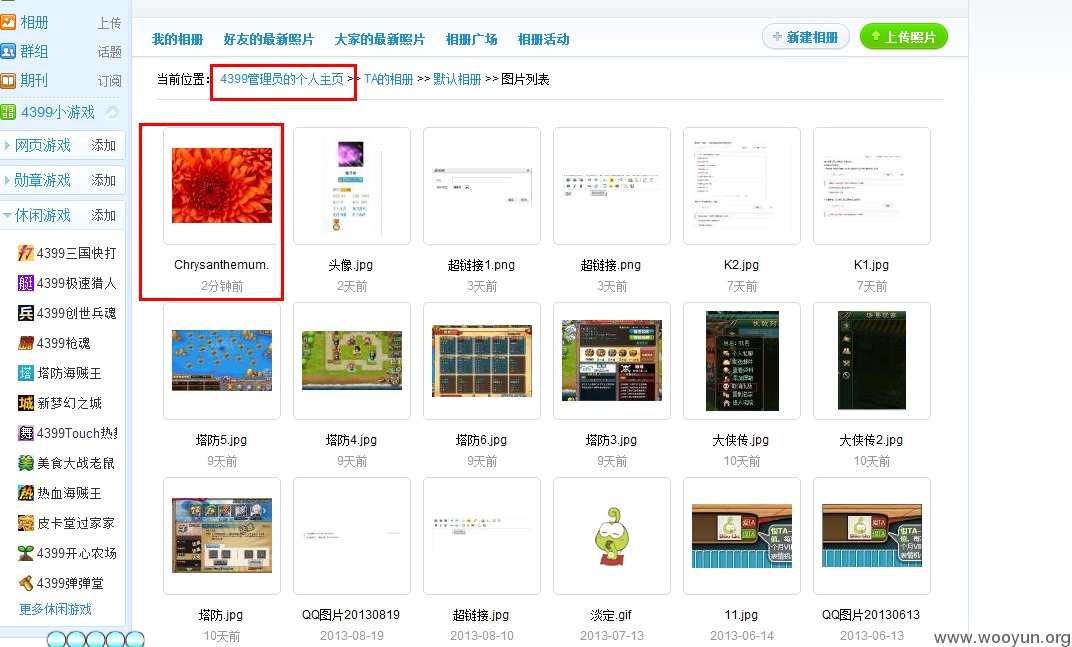 相册 上传
群组 话题
期刊 订阅
4399小游戏
网页游戏 添加
勋章游戏 添加
休闲游戏 添加
4399三国快打
4399极速猎人
4399创世兵魂
4399枪魂
塔防海贼王
新梦幻之城
4399Touch热
美食大战老鼠
热血海贼王
皮卡堂过家家
4399开心农场
4399弹弹堂
更多休闲游戏
我的相册 好友的最新照片 大家的最新照片 相册广场 相册活动 新建相册 上传照片
当前位置: 4399管理员的个人主页 >> TA的相册 >> 默认相册 >> 图片列表
Chrysanthemum. 头像.jpg 超链接1.png 超链接.png K2.jpg K1.jpg
2分钟前 2天前 3天前 3天前 7天前 7天前
塔防5.jpg 塔防4.jpg 塔防6.jpg 塔防3.jpg 大侠传.jpg 大侠传2.jpg
9天前 9天前 9天前 9天前 10天前 10天前
塔防.jpg QQ图片20130819 超链接.jpg 淡定.gif 11.jpg QQ图片20130613
10天前 2013-08-19 2013-08-10 2013-07-13 2013-06-14 2013-06-13
www.wooyun.org